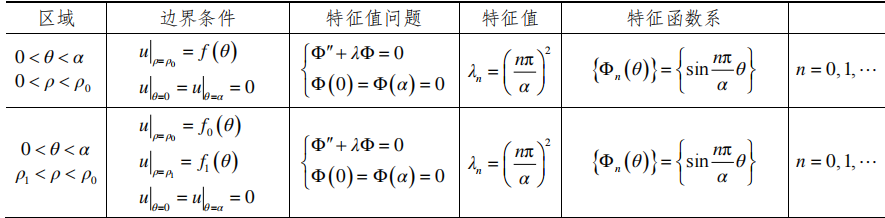 区域 边界条件 特征值问题 特征值 特征函数系
0 < θ < α
0 < ρ < ρ₀
u|ρ=ρ₀ = f(θ)
u|θ=0 = u|θ=α = 0
{Φ″ + λΦ = 0
Φ(0) = Φ(α) = 0
λₙ = (nπ/α)²
{Φₙ(θ)} = {sin nπ/α θ}
n = 0, 1, ⋯
0 < θ < α
ρ₁ < ρ < ρ₀
u|ρ=ρ₀ = f₀(θ)
u|ρ=ρ₁ = f₁(θ)
u|θ=0 = u|θ=α = 0
{Φ″ + λΦ = 0
Φ(0) = Φ(α) = 0
λₙ = (nπ/α)²
{Φₙ(θ)} = {sin nπ/α θ}
n = 0, 1, ⋯